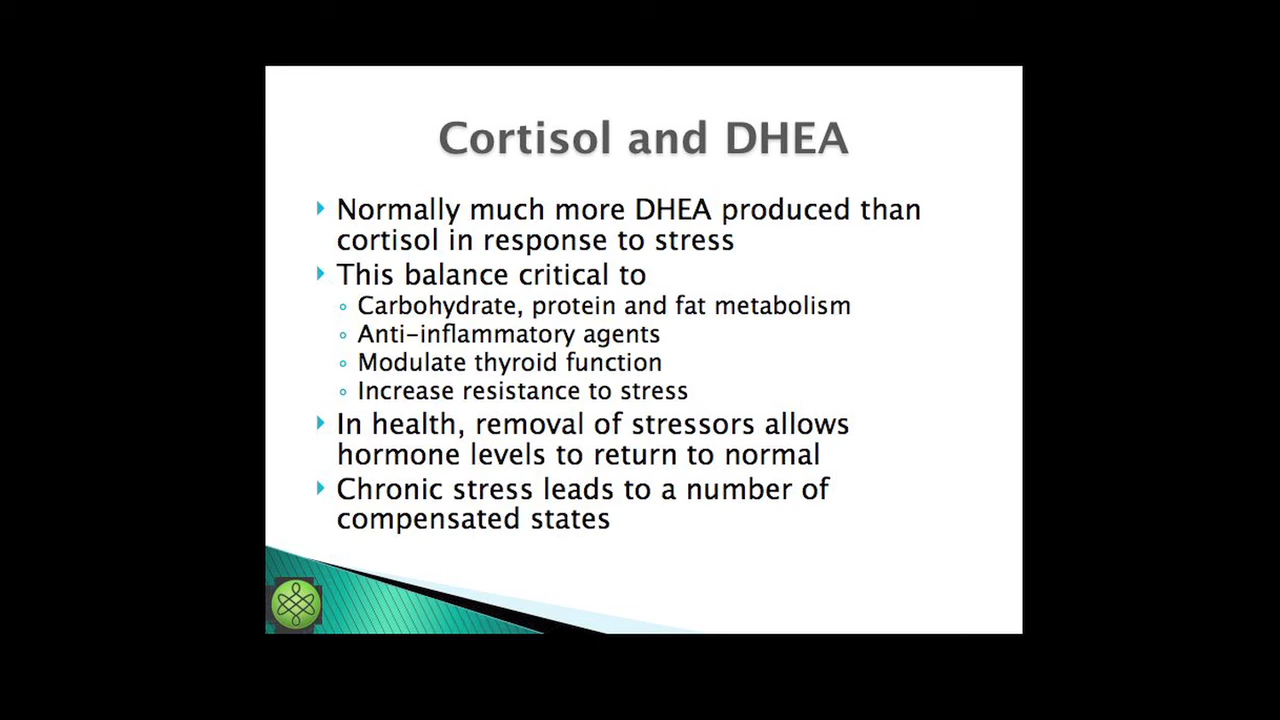 Cortisol and DHEA
Normally much more DHEA produced than
cortisol in response to stress
This balance critical to
Carbohydrate, protein and fat metabolism
Anti-inflammatory agents
Modulate thyroid function
Increase resistance to stress
In health, removal of stressors allows
hormone levels to return to normal
Chronic stress leads to a number of
compensated states